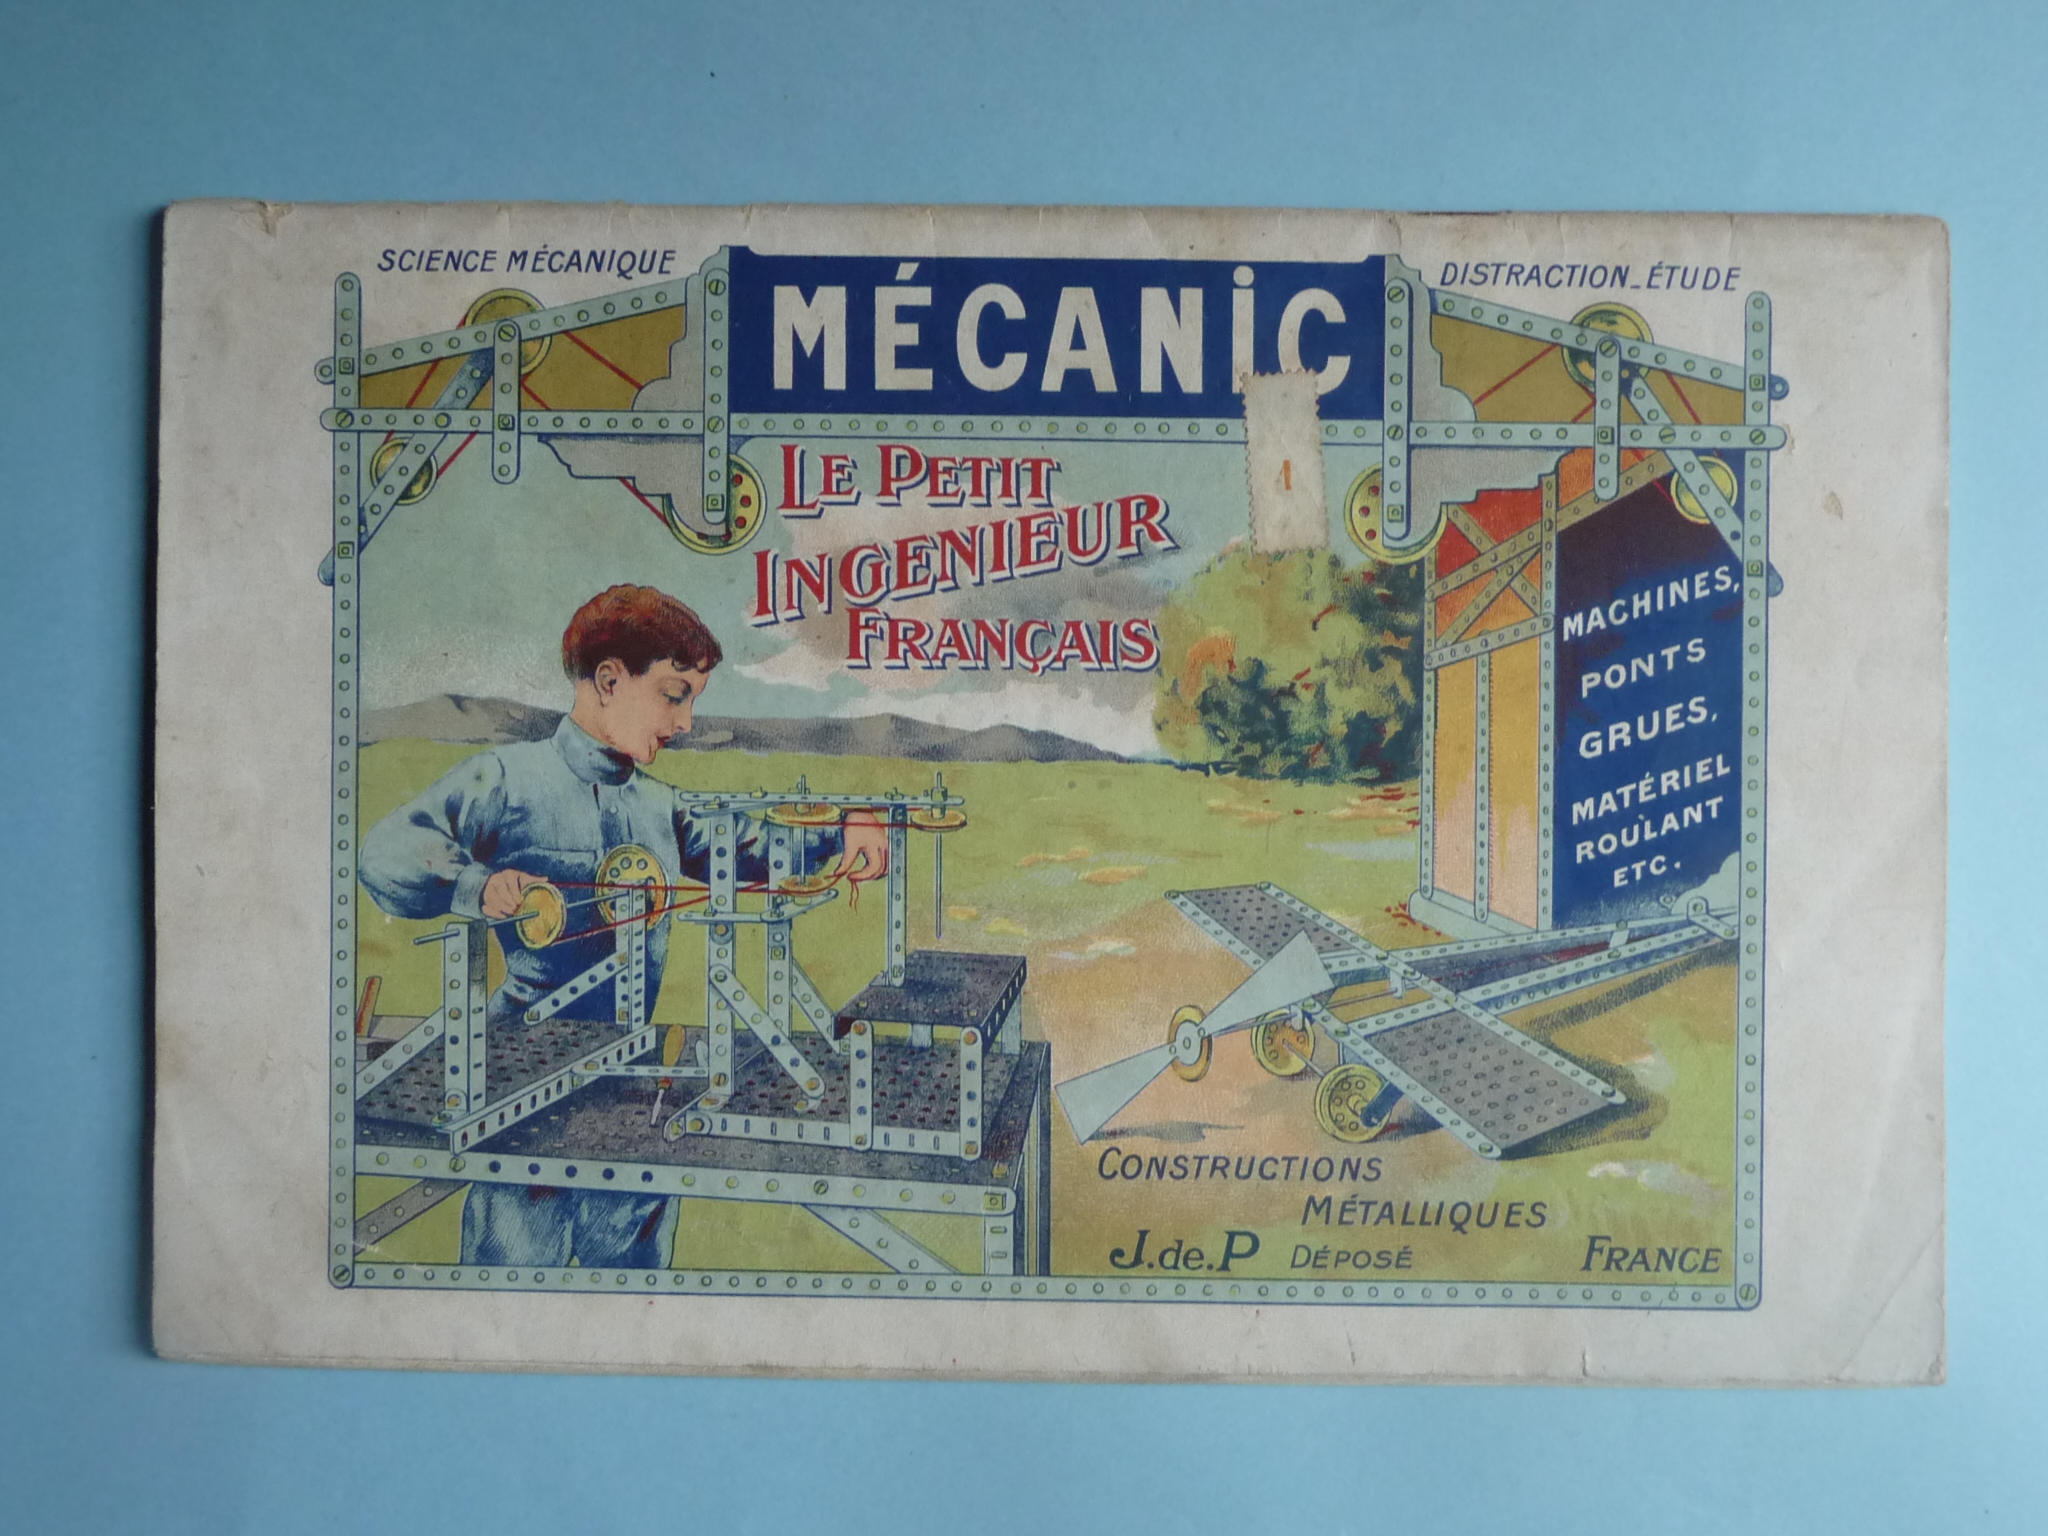 SCIENCE MÉCANIQUE
MÉCANiC
DISTRACTION_ÉTUDE
LE PETIT
INGENIEUR
FRANÇAIS
1
MACHINES,
PONTS
GRUES,
MATÉRIEL
ROULANT
ETC.
CONSTRUCTIONS
MÉTALLIQUES
J.de.P DÉPOSÉ FRANCE